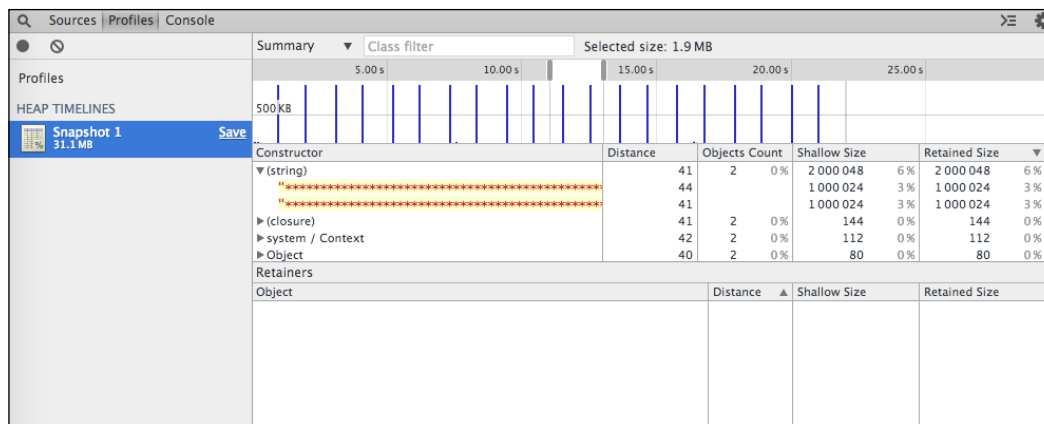 Sources Profiles Console
Summary ▼ Class filter Selected size: 1.9 MB
Profiles
5.00 s 10.00 s 15.00 s 20.00 s 25.00 s
HEAP TIMELINES
500 KB
Snapshot 1 Save
31.1 MB
Constructor Distance Objects Count Shallow Size Retained Size ▼
▼(string) 41 2 0% 2 000 048 6% 2 000 048 6%
"******************************************** 44 1 000 024 3% 1 000 024 3%
"******************************************** 41 1 000 024 3% 1 000 024 3%
▶(closure) 41 2 0% 144 0% 144 0%
▶system / Context 42 2 0% 112 0% 112 0%
▶Object 40 2 0% 80 0% 80 0%
Retainers
Object Distance ▲ Shallow Size Retained Size